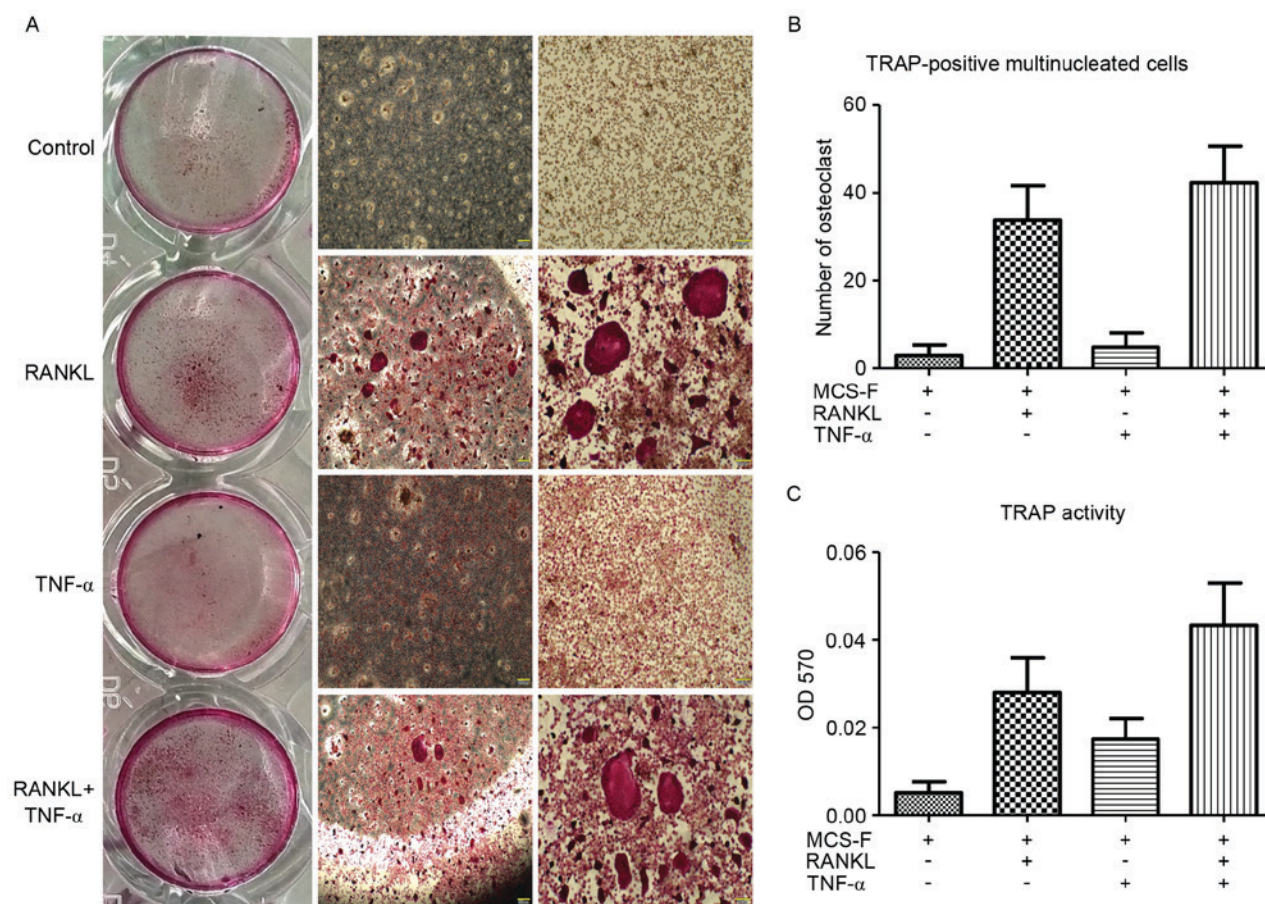 A
Control
RANKL
TNF-α
RANKL+
TNF-α
B
TRAP-positive multinucleated cells
Number of osteoclast
60
40
20
0
MCS-F + + + +
RANKL - + - +
TNF-α - - + +
C
TRAP activity
OD 570
0.06
0.04
0.02
0.00
MCS-F + + + +
RANKL - + - +
TNF-α - - + +